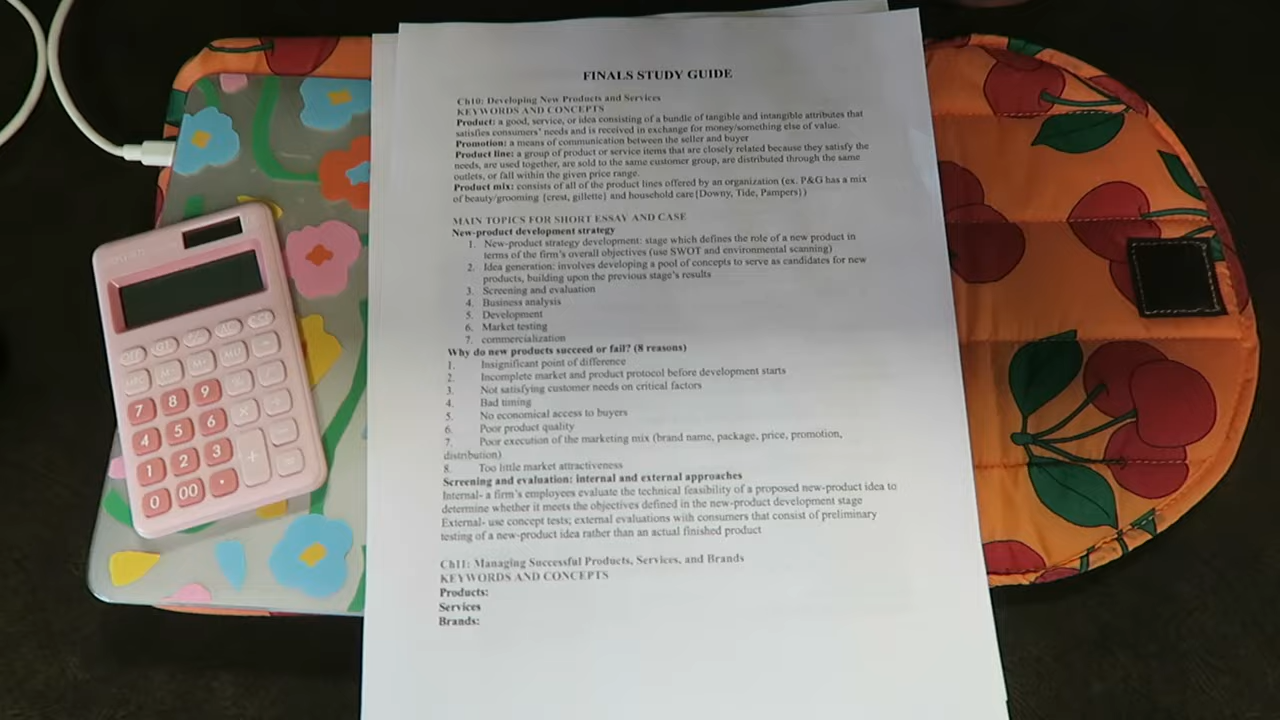 FINALS STUDY GUIDE
Ch10: Developing New Products and Services
KEYWORDS AND CONCEPTS
Product: a good, service, or idea consisting of a bundle of tangible and intangible attributes that
satisfies consumers' needs and is received in exchange for money/something else of value.
Promotion: a means of communication between the seller and buyer
Product line: a group of product or service items that are closely related because they satisfy the
needs, are used together, are sold to the same customer group, are distributed through the same
outlets, or fall within the given price range.
Product mix: consists of all of the product lines offered by an organization (ex. P&G has a mix
of beauty/grooming {crest, gillette} and household care{Downy, Tide, Pampers})
MAIN TOPICS FOR SHORT ESSAY AND CASE
New-product development strategy
1. New-product strategy development: stage which defines the role of a new product in
terms of the firm's overall objectives (use SWOT and environmental scanning)
2. Idea generation: involves developing a pool of concepts to serve as candidates for new
products, building upon the previous stage's results
3. Screening and evaluation
4. Business analysis
5. Development
6. Market testing
7. commercialization
Why do new products succeed or fail? (8 reasons)
1. Insignificant point of difference
2. Incomplete market and product protocol before development starts
3. Not satisfying customer needs on critical factors
4. Bad timing
5. No economical access to buyers
6. Poor product quality
7. Poor execution of the marketing mix (brand name, package, price, promotion,
distribution)
8. Too little market attractiveness
Screening and evaluation: internal and external approaches
Internal- a firm's employees evaluate the technical feasibility of a proposed new-product idea to
determine whether it meets the objectives defined in the new-product development stage
External- use concept tests; external evaluations with consumers that consist of preliminary
testing of a new-product idea rather than an actual finished product
Ch11: Managing Successful Products, Services, and Brands
KEYWORDS AND CONCEPTS
Products:
Services
Brands:
OFF AC
MRC M- M+ MU
7 8 9 %
4 5 6 × ÷
1 2 3 +
0 00 . =